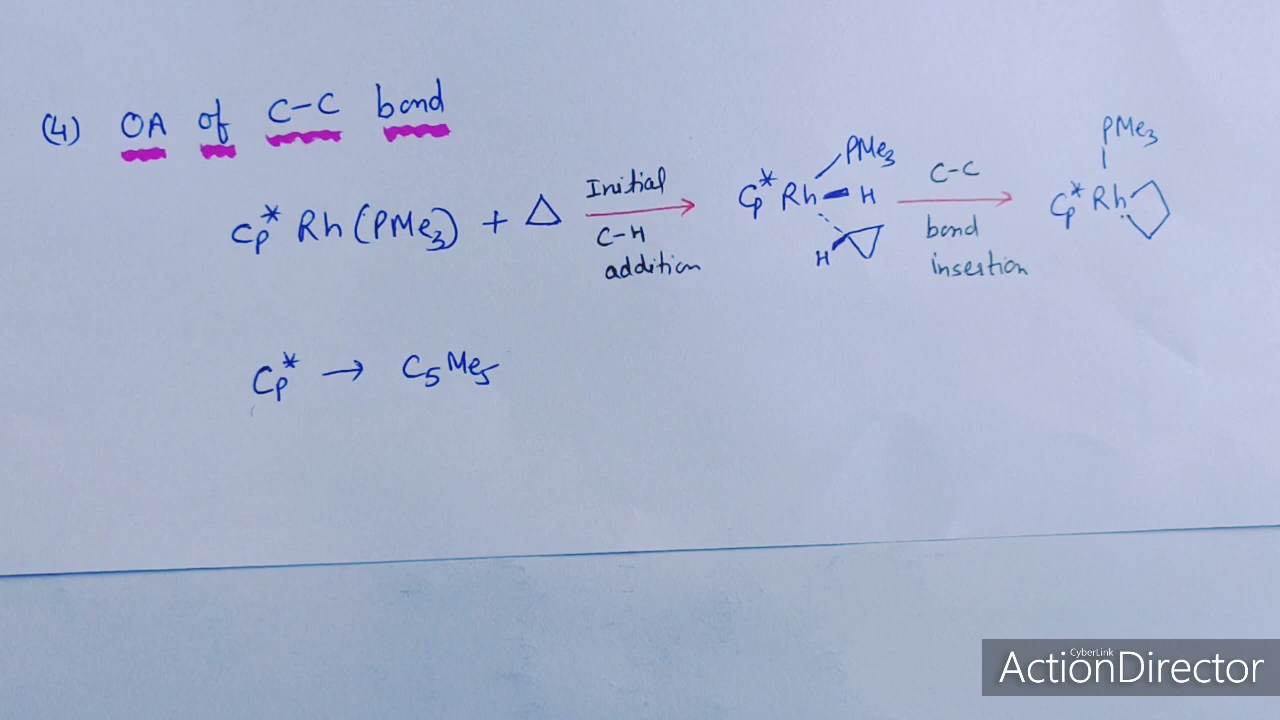 (4) OA of C-C bond
Cp* Rh (PMe3) + △ Initial C-H addition Cp* Rh PMe3 H H C-C bond insertion Cp* Rh PMe3
Cp* → C5Me5
CyberLink
ActionDirector